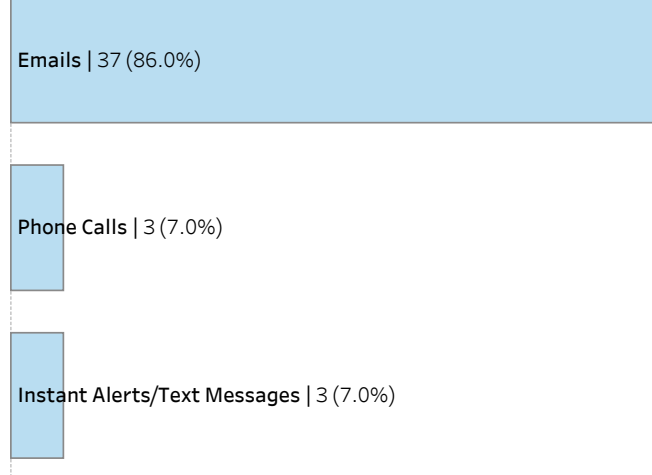 Emails | 37 (86.0%)
Phone Calls | 3 (7.0%)
Instant Alerts/Text Messages | 3 (7.0%)